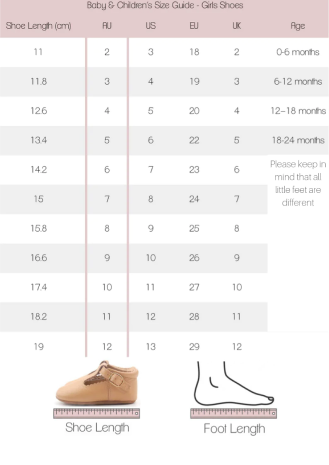 Baby & Children's Size Guide - Girls Shoes
Shoe Length (cm) AU US EU UK Age
11 2 3 18 2 0-6 months
11.8 3 4 19 3 6-12 months
12.6 4 5 20 4 12–18 months
13.4 5 6 22 5 18-24 months
14.2 6 7 23 6 Please keep in
mind that all
little feet are
different
15 7 8 24 7
15.8 8 9 25 8
16.6 9 10 26 9
17.4 10 11 27 10
18.2 11 12 28 11
19 12 13 29 12
Shoe Length Foot Length